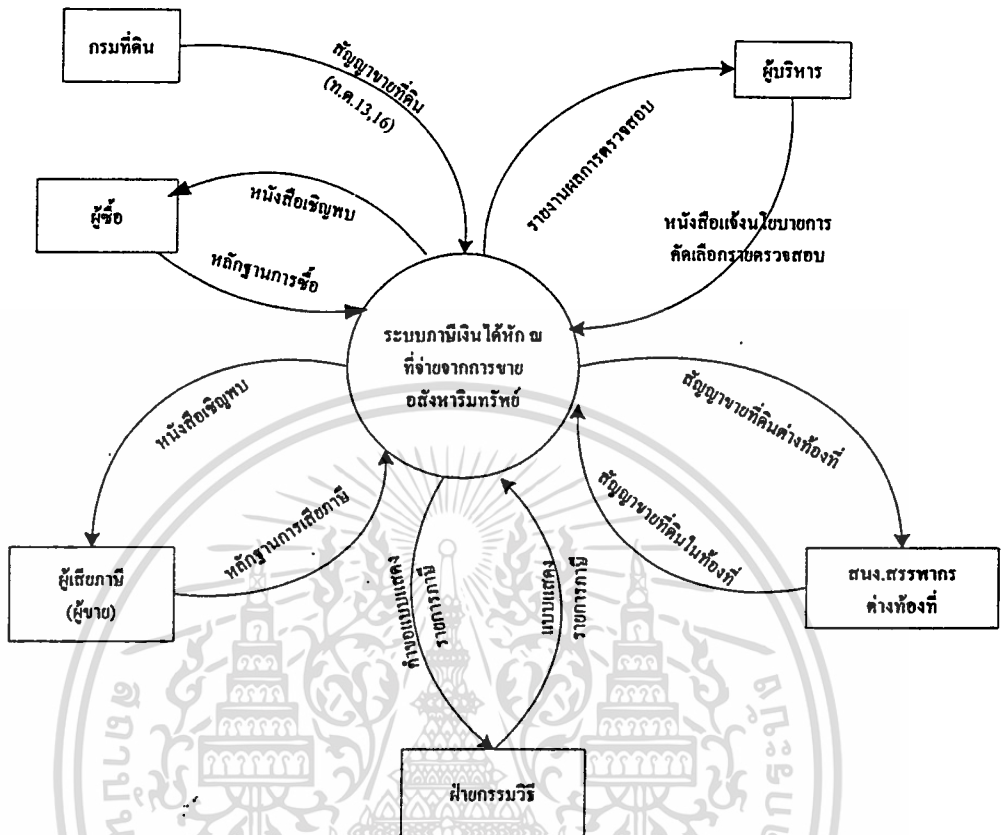 กรมที่ดิน
สัญญาขายที่ดิน
(ท.ด.13,16)
ผู้บริหาร
รายงานผลการตรวจสอบ
หนังสือแจ้งนโยบายการ
คัดเลือกรายตรวจสอบ
ผู้ซื้อ
หนังสือเชิญพบ
หลักฐานการซื้อ
ระบบภาษีเงินได้หัก ณ
ที่จ่ายจากการขาย
อสังหาริมทรัพย์
หนังสือเชิญพบ
หลักฐานการเสียภาษี
ผู้เสียภาษี
(ผู้ขาย)
สัญญาขายที่ดินต่างท้องที่
สัญญาขายที่ดินในท้องที่
สนง.สรรพากร
ต่างท้องที่
คำขอแบบแสดง
รายการภาษี
แบบแสดง
รายการภาษี
ฝ่ายกรรมวิธี